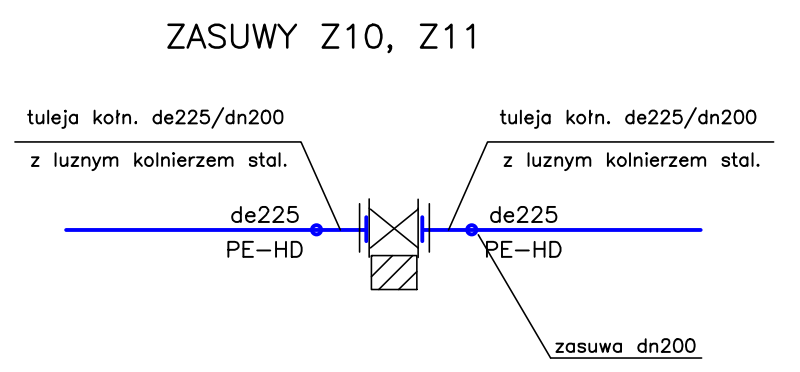 ZASUWY Z10, Z11
tuleja kołn. de225/dn200
z luznym kolnierzem stal.
tuleja kołn. de225/dn200
z luznym kolnierzem stal.
de225
PE-HD
de225
PE-HD
zasuwa dn200